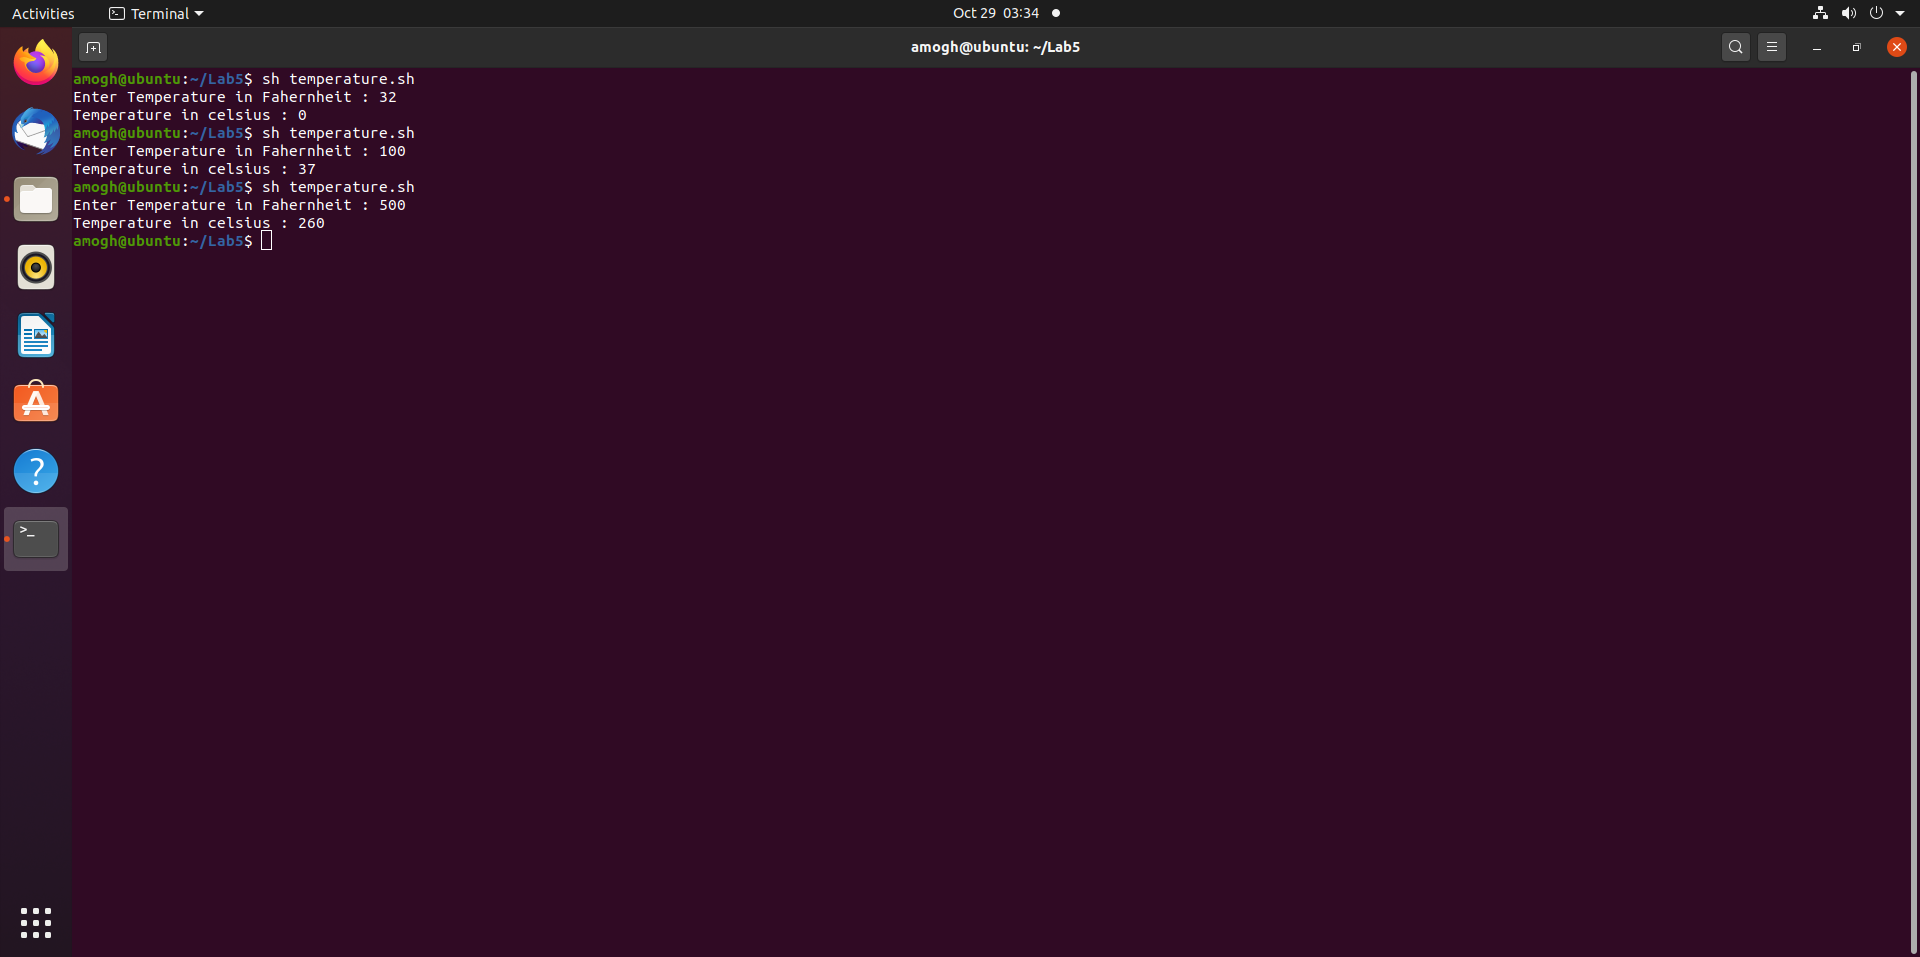 Activities
Terminal
Oct 29 03:34
amogh@ubuntu: ~/Lab5
amogh@ubuntu:~/Lab5$ sh temperature.sh
Enter Temperature in Fahernheit : 32
Temperature in celsius : 0
amogh@ubuntu:~/Lab5$ sh temperature.sh
Enter Temperature in Fahernheit : 100
Temperature in celsius : 37
amogh@ubuntu:~/Lab5$ sh temperature.sh
Enter Temperature in Fahernheit : 500
Temperature in celsius : 260
amogh@ubuntu:~/Lab5$